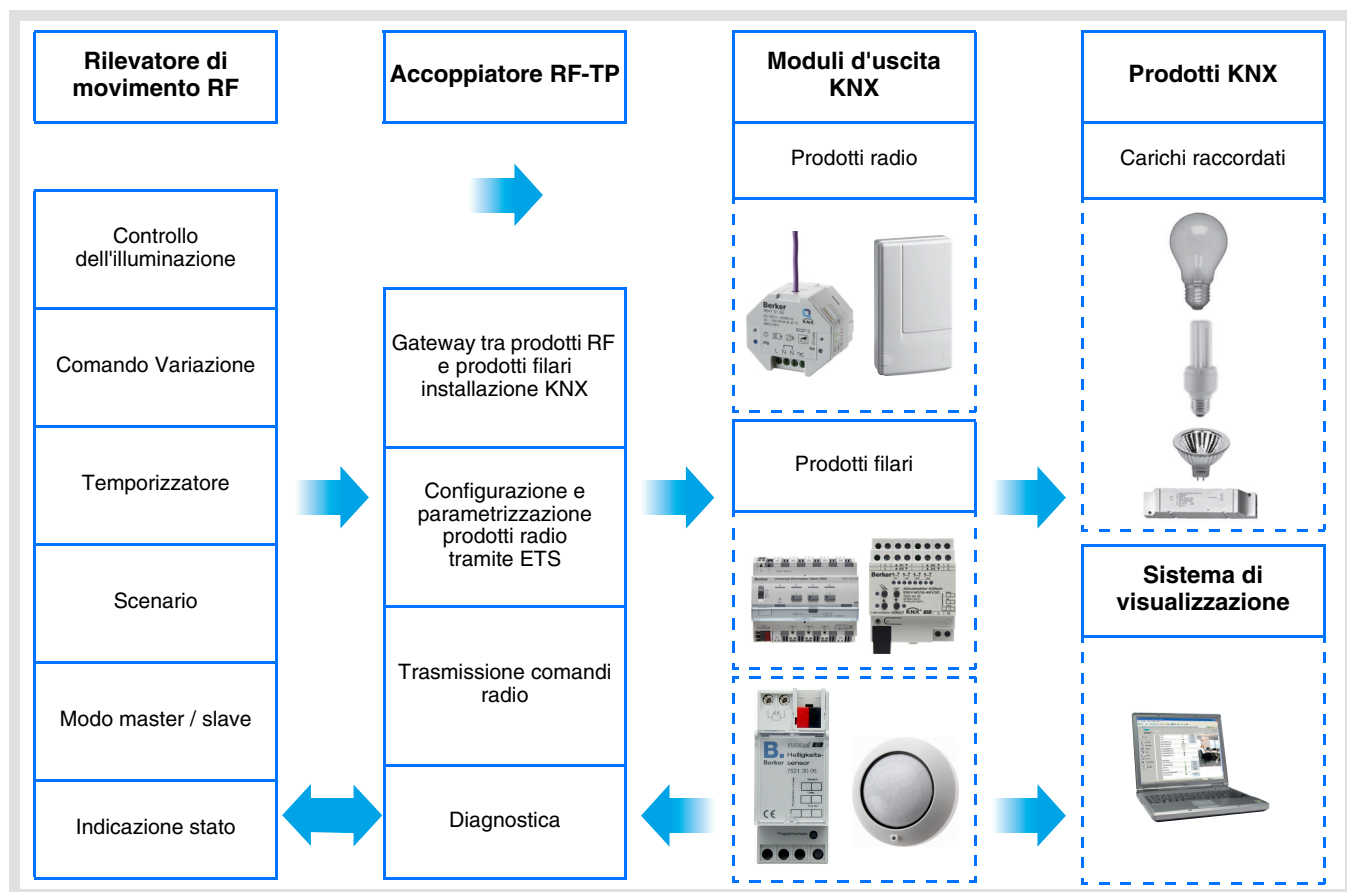 Rilevatore di
movimento RF
Accoppiatore RF-TP
Moduli d'uscita
KNX
Prodotti KNX
Prodotti radio
Carichi raccordati
Controllo
dell'illuminazione
Comando Variazione
Temporizzatore
Scenario
Modo master / slave
Indicazione stato
Gateway tra prodotti RF
e prodotti filari
installazione KNX
Configurazione e
parametrizzazione
prodotti radio
tramite ETS
Trasmissione comandi
radio
Diagnostica
Berker
KNX
L N N
Prodotti filari
Berker
Berker
KNX
B.
Berker
Helligkeits-
sensor
7521 30 06
CE
Sistema di
visualizzazione